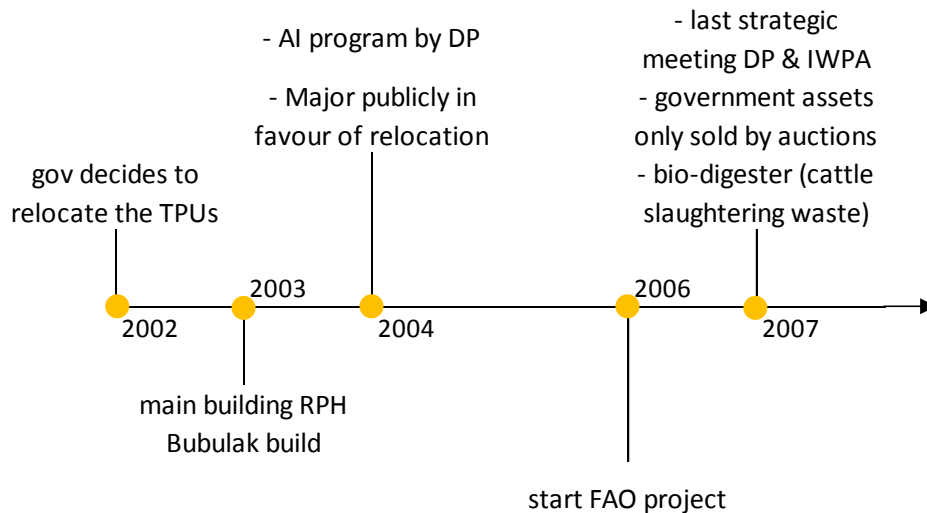 - AI program by DP
- Major publicly in
favour of relocation
- last strategic
meeting DP & IWPA
- government assets
only sold by auctions
- bio-digester (cattle
slaughtering waste)
gov decides to
relocate the TPUs
2003
2006
2002
2004
2007
main building RPH
Bubulak build
start FAO project